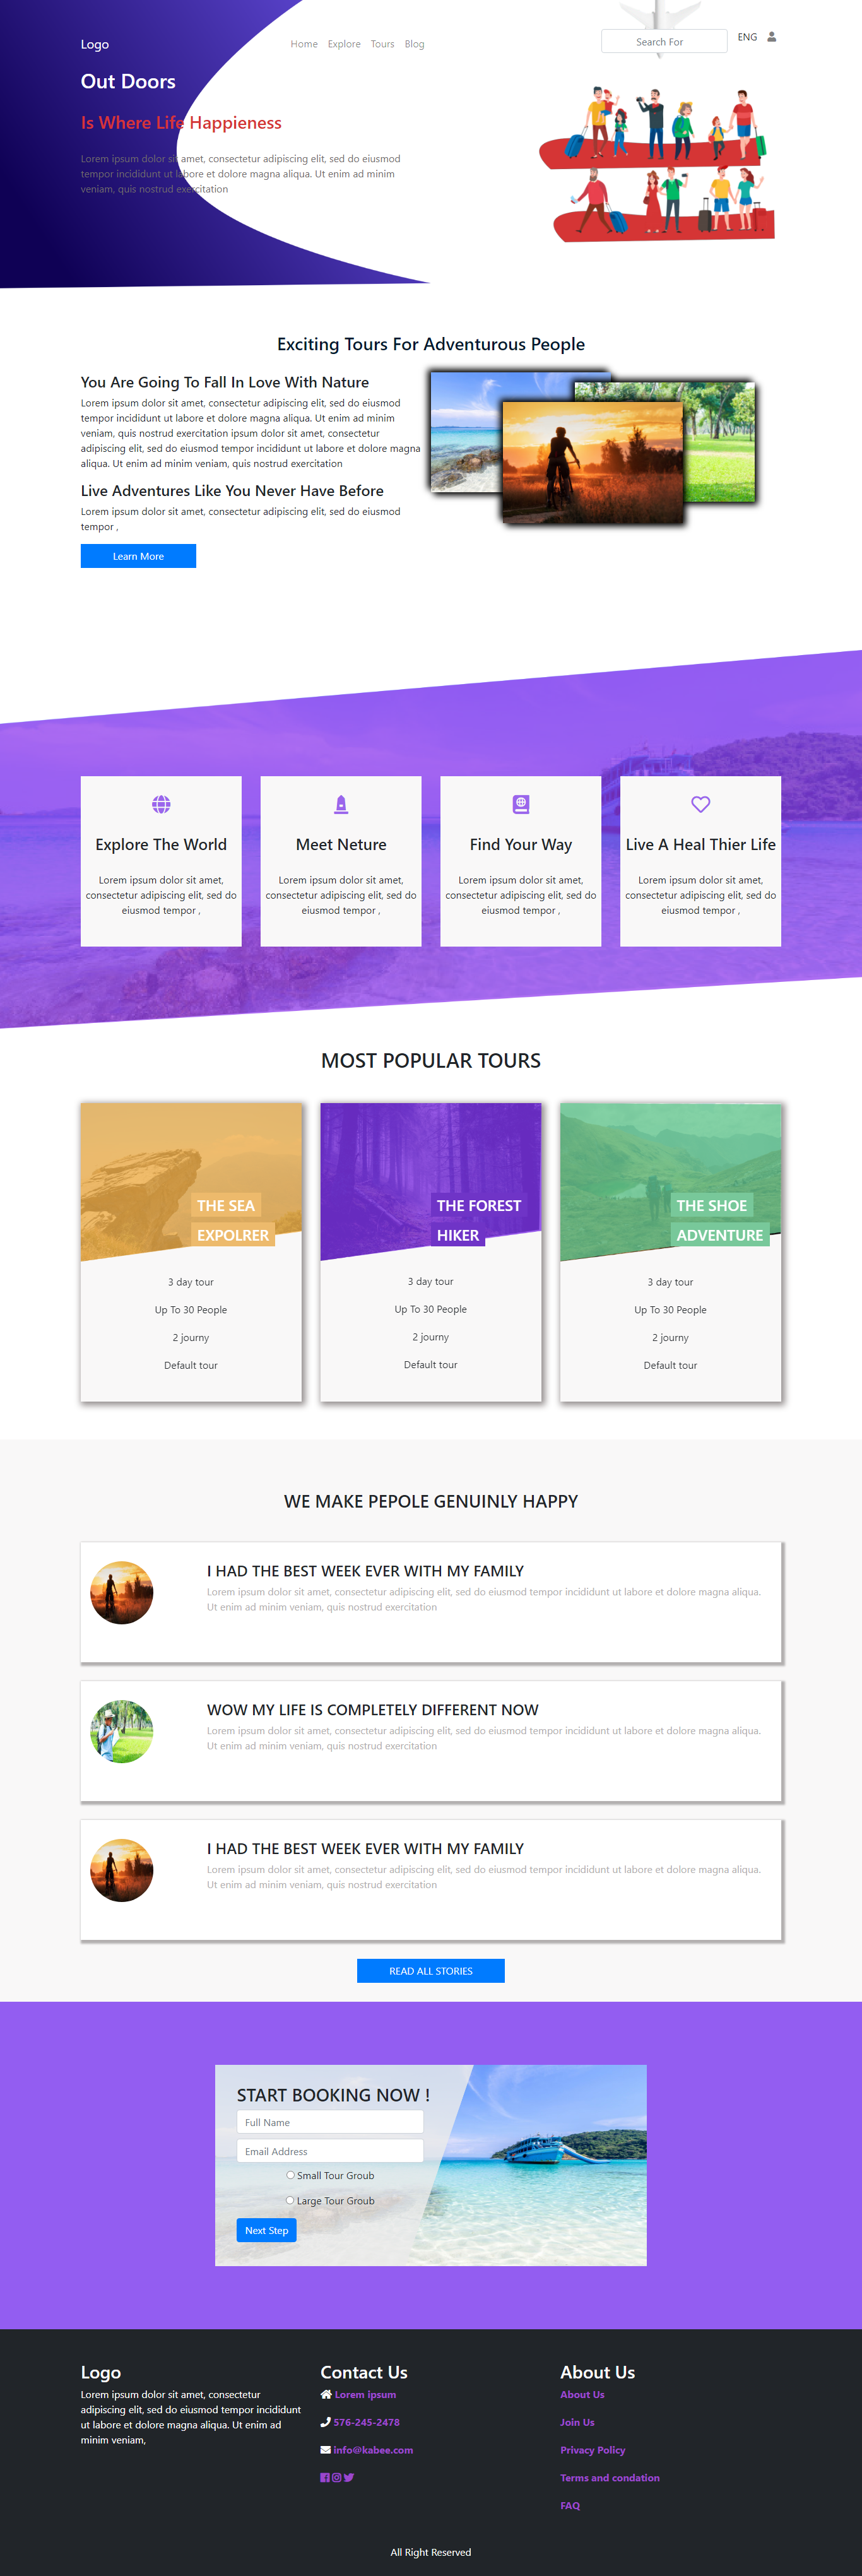 Logo
Home Explore Tours Blog
Search For
ENG
Out Doors
Is Where Life Happieness
Lorem ipsum dolor sit amet, consectetur adipiscing elit, sed do eiusmod
tempor incididunt ut labore et dolore magna aliqua. Ut enim ad minim
veniam, quis nostrud exercitation
Exciting Tours For Adventurous People
You Are Going To Fall In Love With Nature
Lorem ipsum dolor sit amet, consectetur adipiscing elit, sed do eiusmod
tempor incididunt ut labore et dolore magna aliqua. Ut enim ad minim
veniam, quis nostrud exercitation ipsum dolor sit amet, consectetur
adipiscing elit, sed do eiusmod tempor incididunt ut labore et dolore magna
aliqua. Ut enim ad minim veniam, quis nostrud exercitation
Live Adventures Like You Never Have Before
Lorem ipsum dolor sit amet, consectetur adipiscing elit, sed do eiusmod
tempor ,
Learn More
Explore The World
Lorem ipsum dolor sit amet,
consectetur adipiscing elit, sed do
eiusmod tempor ,
Meet Neture
Lorem ipsum dolor sit amet,
consectetur adipiscing elit, sed do
eiusmod tempor ,
Find Your Way
Lorem ipsum dolor sit amet,
consectetur adipiscing elit, sed do
eiusmod tempor ,
Live A Heal Thier Life
Lorem ipsum dolor sit amet,
consectetur adipiscing elit, sed do
eiusmod tempor ,
MOST POPULAR TOURS
THE SEA
EXPOLRER
3 day tour
Up To 30 People
2 journy
Default tour
THE FOREST
HIKER
3 day tour
Up To 30 People
2 journy
Default tour
THE SHOE
ADVENTURE
3 day tour
Up To 30 People
2 journy
Default tour
WE MAKE PEPOLE GENUINLY HAPPY
I HAD THE BEST WEEK EVER WITH MY FAMILY
Lorem ipsum dolor sit amet, consectetur adipiscing elit, sed do eiusmod tempor incididunt ut labore et dolore magna aliqua.
Ut enim ad minim veniam, quis nostrud exercitation
WOW MY LIFE IS COMPLETELY DIFFERENT NOW
Lorem ipsum dolor sit amet, consectetur adipiscing elit, sed do eiusmod tempor incididunt ut labore et dolore magna aliqua.
Ut enim ad minim veniam, quis nostrud exercitation
I HAD THE BEST WEEK EVER WITH MY FAMILY
Lorem ipsum dolor sit amet, consectetur adipiscing elit, sed do eiusmod tempor incididunt ut labore et dolore magna aliqua.
Ut enim ad minim veniam, quis nostrud exercitation
READ ALL STORIES
START BOOKING NOW !
Full Name
Email Address
Small Tour Groub
Large Tour Groub
Next Step
Logo
Lorem ipsum dolor sit amet, consectetur
adipiscing elit, sed do eiusmod tempor incididunt
ut labore et dolore magna aliqua. Ut enim ad
minim veniam,
Contact Us
Lorem ipsum
576-245-2478
info@kabee.com
About Us
About Us
Join Us
Privacy Policy
Terms and condation
FAQ
All Right Reserved